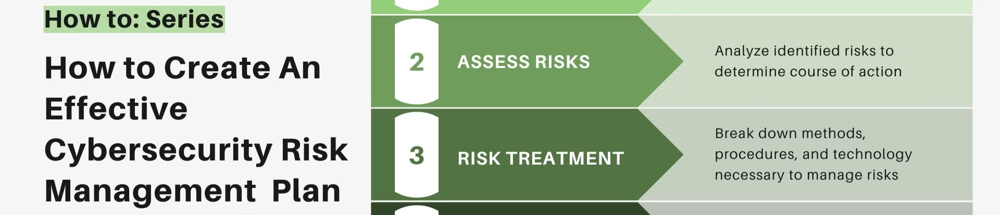 How to: Series
How to Create An
Effective
Cybersecurity Risk
Management Plan
2
ASSESS RISKS
Analyze identified risks to
determine course of action
3
RISK TREATMENT
Break down methods,
procedures, and technology
necessary to manage risks